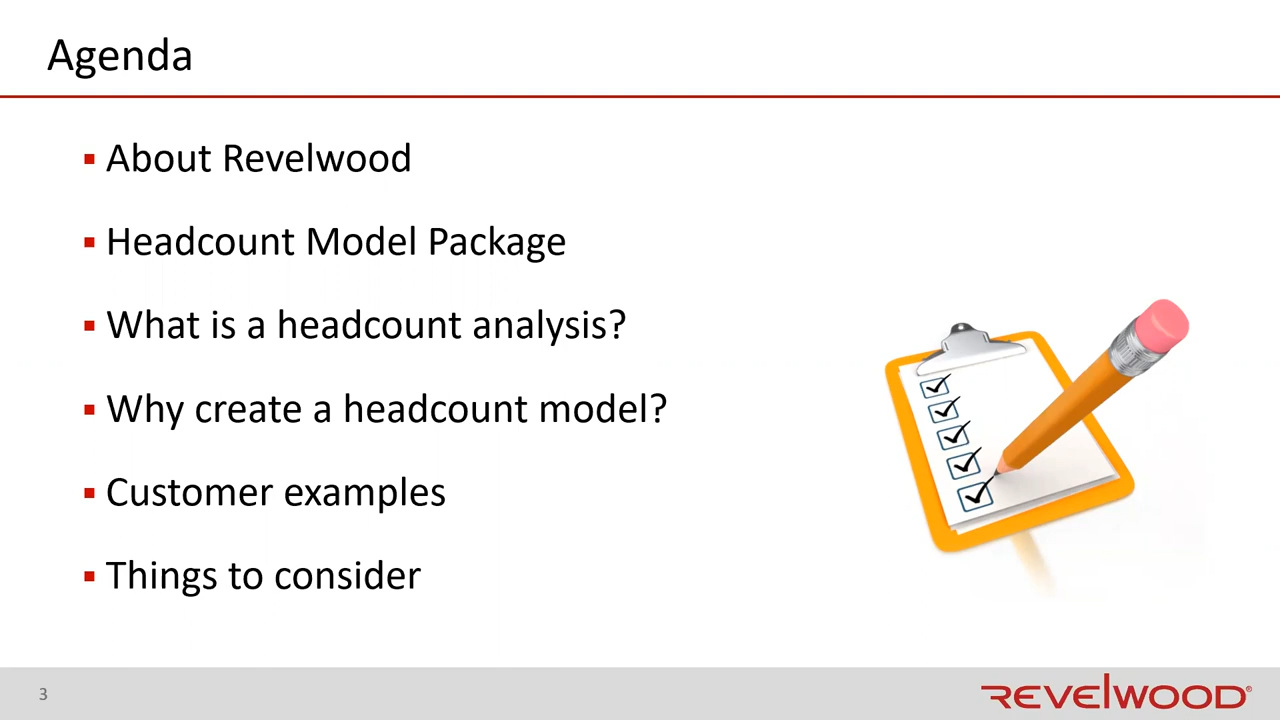 Agenda
▪ About Revelwood
▪ Headcount Model Package
▪ What is a headcount analysis?
▪ Why create a headcount model?
▪ Customer examples
▪ Things to consider
3
REVELWOOD®